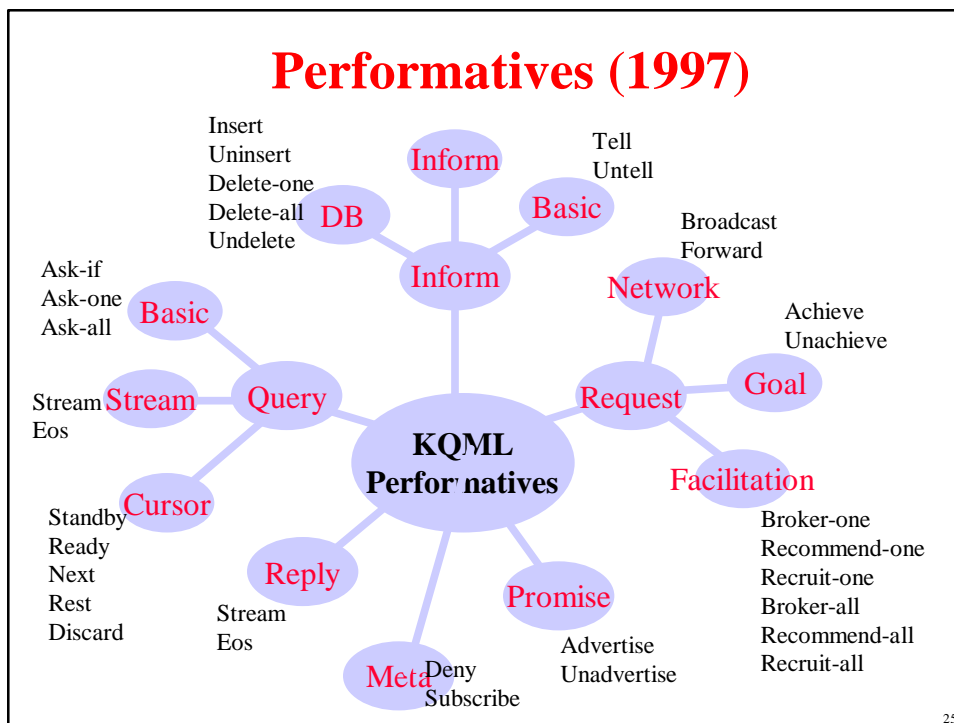 Performatives (1997)
Insert
Uninsert
Delete-one
Delete-all
Undelete
DB
Inform
Tell
Untell
Basic
Inform
Broadcast
Forward
Network
Ask-if
Ask-one
Ask-all
Basic
Achieve
Unachieve
Goal
Stream
Eos
Stream
Query
Request
KQML
Performatives
Facilitation
Cursor
Standby
Ready
Next
Rest
Discard
Broker-one
Recommend-one
Recruit-one
Broker-all
Recommend-all
Recruit-all
Reply
Stream
Eos
Promise
Advertise
Unadvertise
Meta
Deny
Subscribe
25